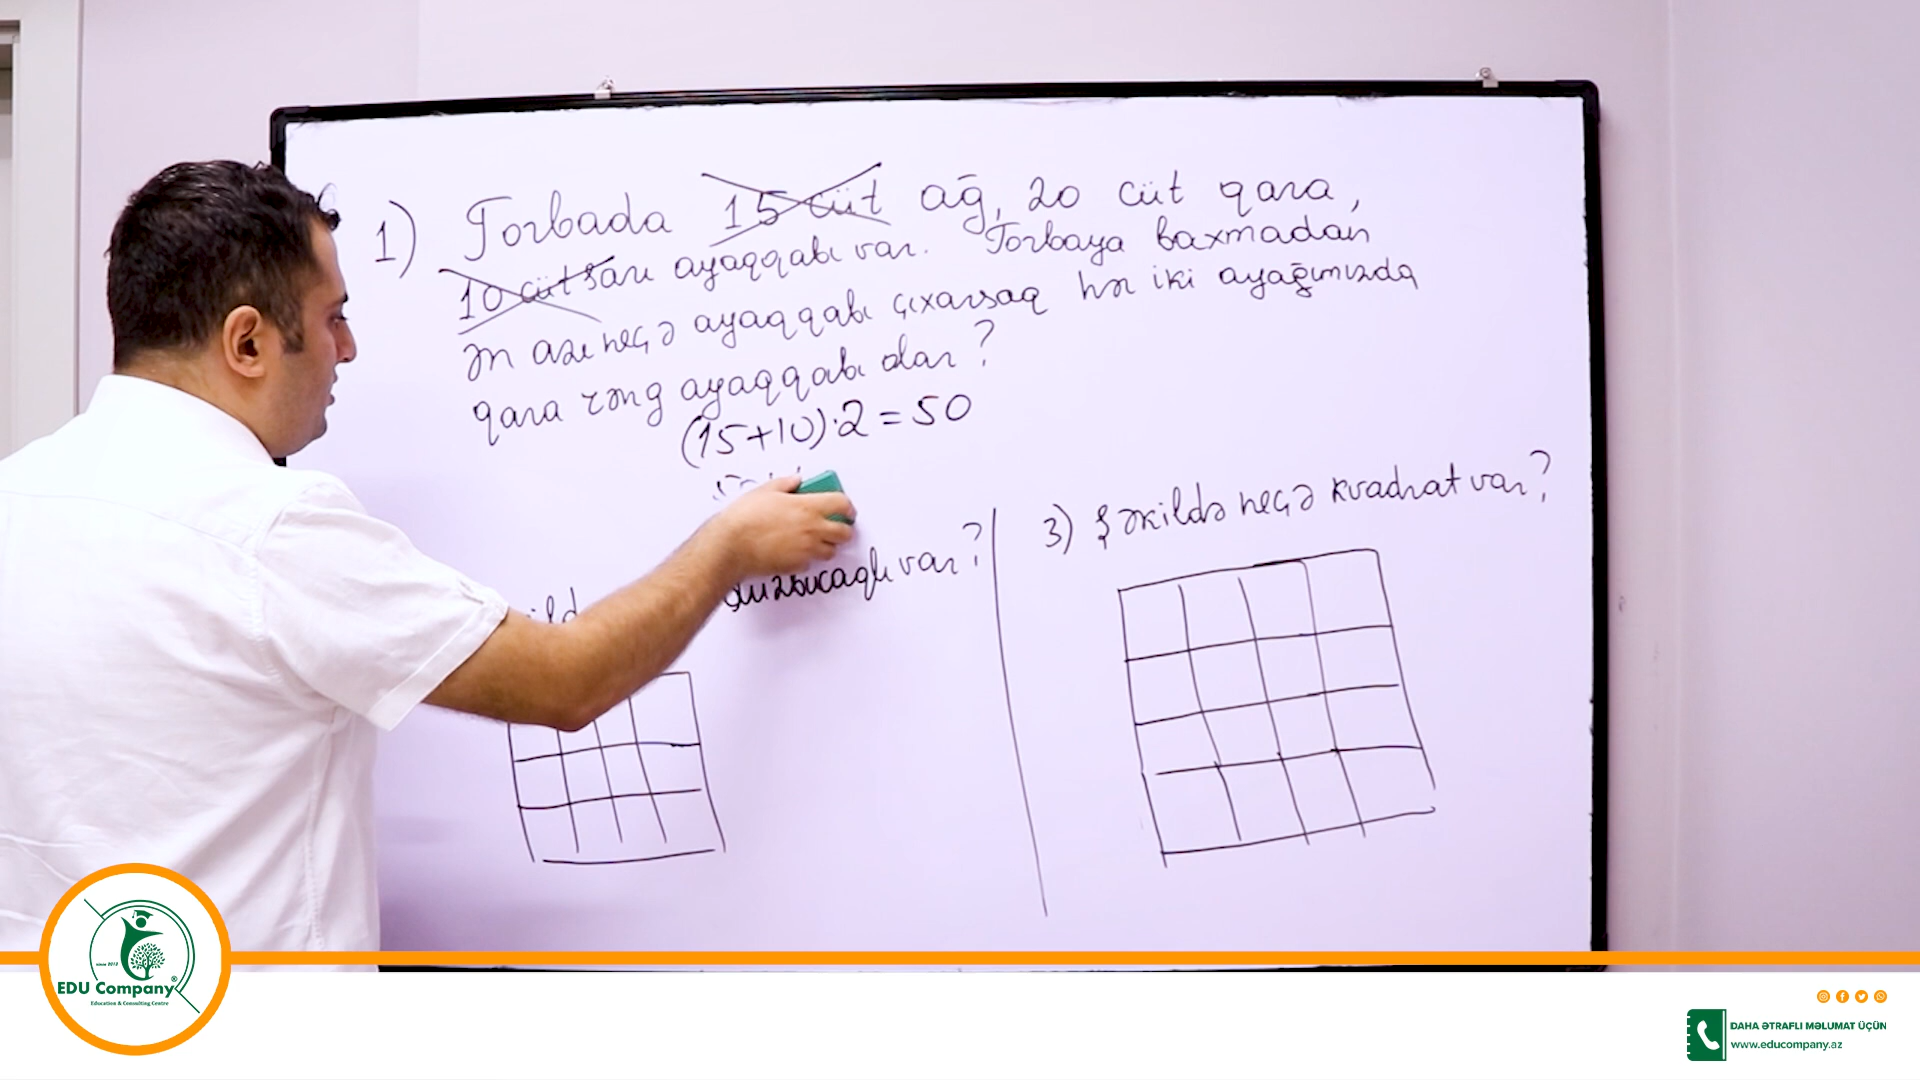 1) Torbada 15 cüt ağ, 20 cüt qara,
10 cüt sarı ayaqqabı var. Torbaya baxmadan
ən azı neçə ayaqqabı çıxarsaq hər iki ayağımızda
qara rəng ayaqqabı olar?
(15+10)·2=50
düzbucaqlı var?
3) Şəkildə neçə kvadrat var?
since 2012
EDU Company®
Education & Consulting Centre
DAHA ƏTRAFLI MƏLUMAT ÜÇÜN
www.educompany.az